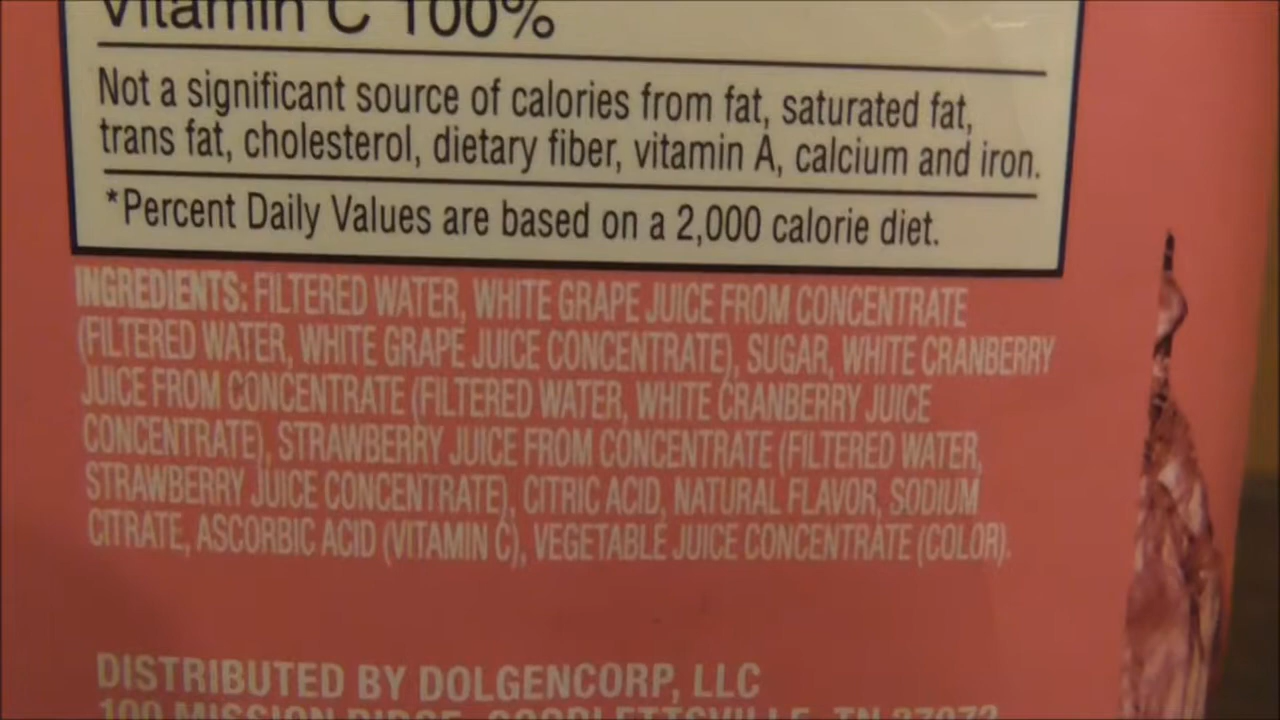 Vitamin C 100%
Not a significant source of calories from fat, saturated fat,
trans fat, cholesterol, dietary fiber, vitamin A, calcium and iron.
*Percent Daily Values are based on a 2,000 calorie diet.
INGREDIENTS: FILTERED WATER, WHITE GRAPE JUICE FROM CONCENTRATE
(FILTERED WATER, WHITE GRAPE JUICE CONCENTRATE), SUGAR, WHITE CRANBERRY
JUICE FROM CONCENTRATE (FILTERED WATER, WHITE CRANBERRY JUICE
CONCENTRATE), STRAWBERRY JUICE FROM CONCENTRATE (FILTERED WATER,
STRAWBERRY JUICE CONCENTRATE), CITRIC ACID, NATURAL FLAVOR, SODIUM
CITRATE, ASCORBIC ACID (VITAMIN C), VEGETABLE JUICE CONCENTRATE (COLOR).
DISTRIBUTED BY DOLGENCORP, LLC
100 MISSION RIDGE, GOODLETTSVILLE, TN 37072